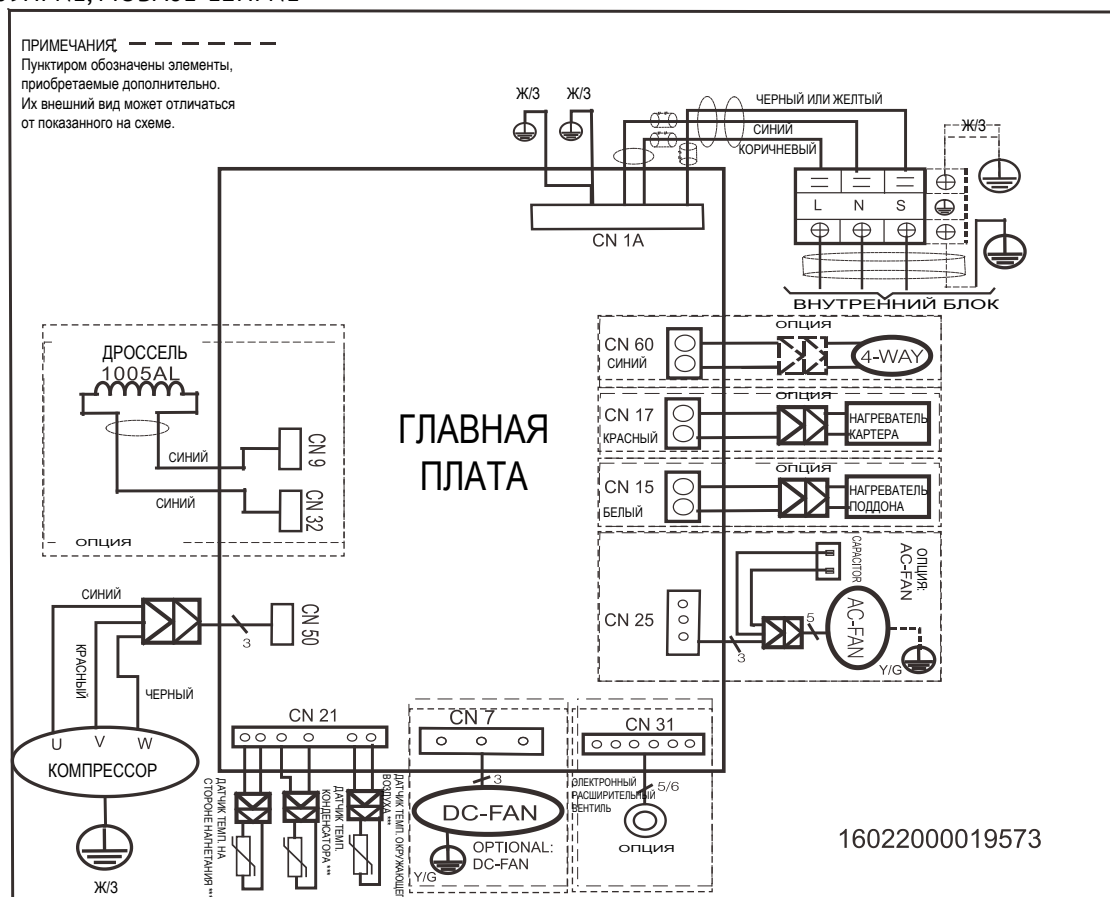 ПРИМЕЧАНИЯ:
Пунктиром обозначены элементы,
приобретаемые дополнительно.
Их внешний вид может отличаться
от показанного на схеме.
Ж/З
Ж/З
ЧЕРНЫЙ ИЛИ ЖЕЛТЫЙ
СИНИЙ
КОРИЧНЕВЫЙ
Ж/З
L N S
CN 1A
ВНУТРЕННИЙ БЛОК
ДРОССЕЛЬ
1005AL
СИНИЙ
CN 9
СИНИЙ
CN 32
ОПЦИЯ
ГЛАВНАЯ
ПЛАТА
ОПЦИЯ
CN 60
СИНИЙ
4-WAY
ОПЦИЯ
CN 17
КРАСНЫЙ
НАГРЕВАТЕЛЬ
КАРТЕРА
ОПЦИЯ
CN 15
БЕЛЫЙ
НАГРЕВАТЕЛЬ
ПОДДОНА
CAPACITOR
ОПЦИЯ:
AC-FAN
CN 25
3
5
AC-FAN
Y/G
СИНИЙ
КРАСНЫЙ
ЧЕРНЫЙ
3
CN 50
U V W
КОМПРЕССОР
Ж/З
CN 21
ДАТЧИК ТЕМП. НА
СТОРОНЕ НАГНЕТАНИЯ ***
ДАТЧИК ТЕМП.
КОНДЕНСАТОРА ***
ДАТЧИК ТЕМП. ОКРУЖАЮЩЕГ
ВОЗДУХА ***
CN 7
3
DC-FAN
OPTIONAL:
DC-FAN
Y/G
CN 31
5/6
ЭЛЕКТРОННЫЙ
РАСШИРИТЕЛЬНЫЙ
ВЕНТИЛЬ
ОПЦИЯ
16022000019573